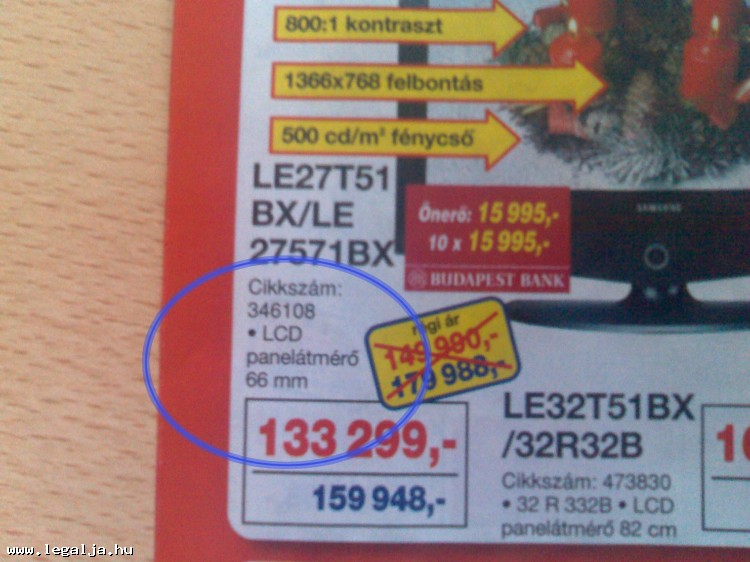 800:1 kontraszt
1366x768 felbontás
500 cd/m² fénycső
LE27T51
BX/LE
27571BX
Önerő: 15 995,-
10 x 15 995,-
BUDAPEST BANK
SAMSUNG
Cikkszám:
346108
• LCD
panelátmérő
66 mm
régi ár
149 990,-
179 988,-
133 299,-
159 948,-
LE32T51BX
/32R32B
Cikkszám: 473830
• 32 R 332B • LCD
panelátmérő 82 cm
www.legalja.hu